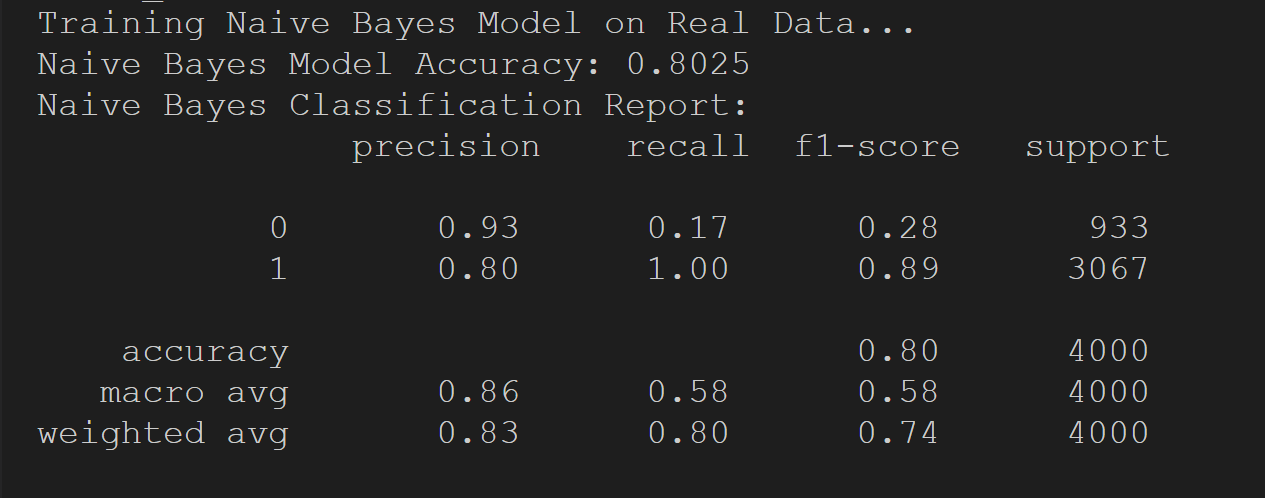 Training Naive Bayes Model on Real Data...
Naive Bayes Model Accuracy: 0.8025
Naive Bayes Classification Report:
precision recall f1-score support
0 0.93 0.17 0.28 933
1 0.80 1.00 0.89 3067
accuracy 0.80 4000
macro avg 0.86 0.58 0.58 4000
weighted avg 0.83 0.80 0.74 4000